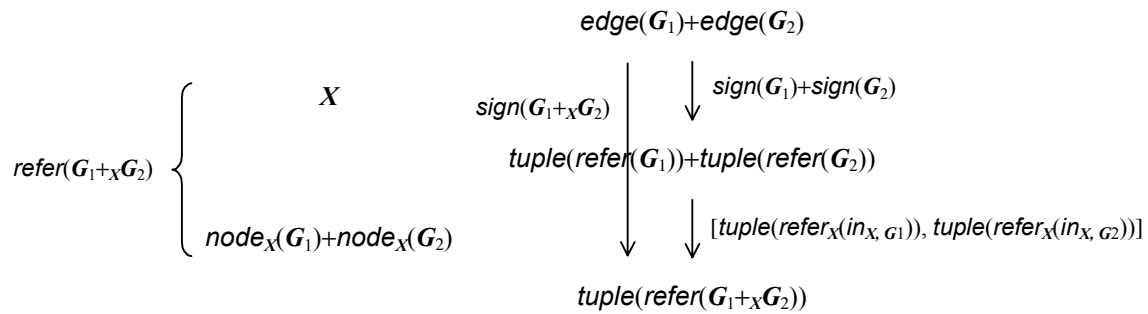 edge(G₁)+edge(G₂)
X
sign(G₁+ₓG₂)
sign(G₁)+sign(G₂)
refer(G₁+ₓG₂)
tuple(refer(G₁))+tuple(refer(G₂))
nodeₓ(G₁)+nodeₓ(G₂)
[tuple(referₓ(inₓ, G₁)), tuple(referₓ(inₓ, G₂))]
tuple(refer(G₁+ₓG₂))